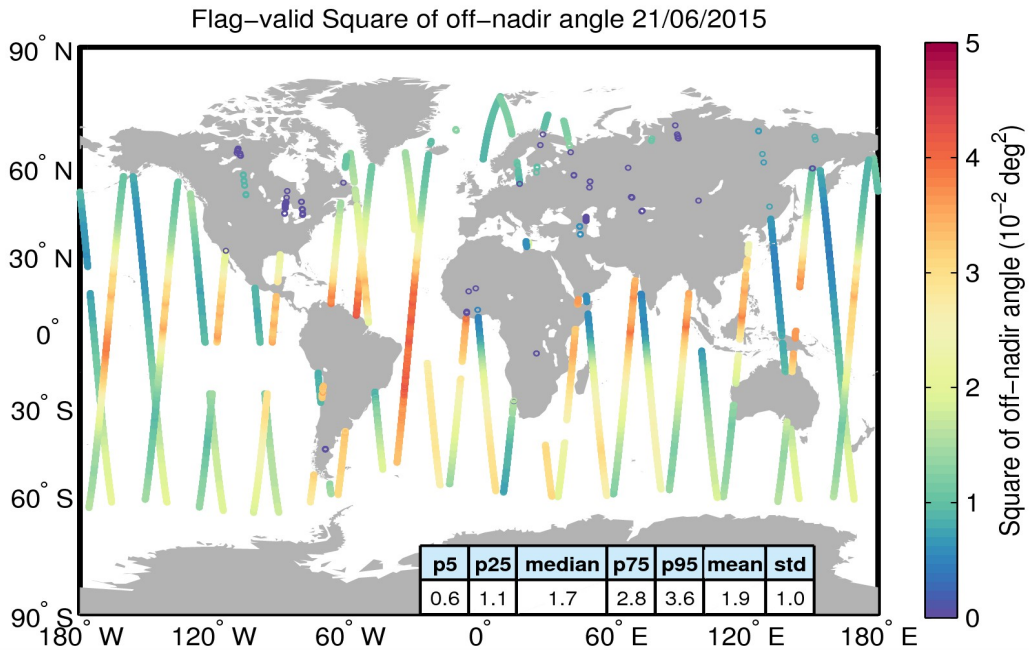 Flag−valid Square of off−nadir angle 21/06/2015
90° N
60° N
30° N
0°
30° S
60° S
90° S
180° W
120° W
60° W
0°
60° E
120° E
180° E
p5 p25 median p75 p95 mean std
0.6 1.1 1.7 2.8 3.6 1.9 1.0
5
4
3
2
1
0
Square of off−nadir angle (10⁻² deg²)